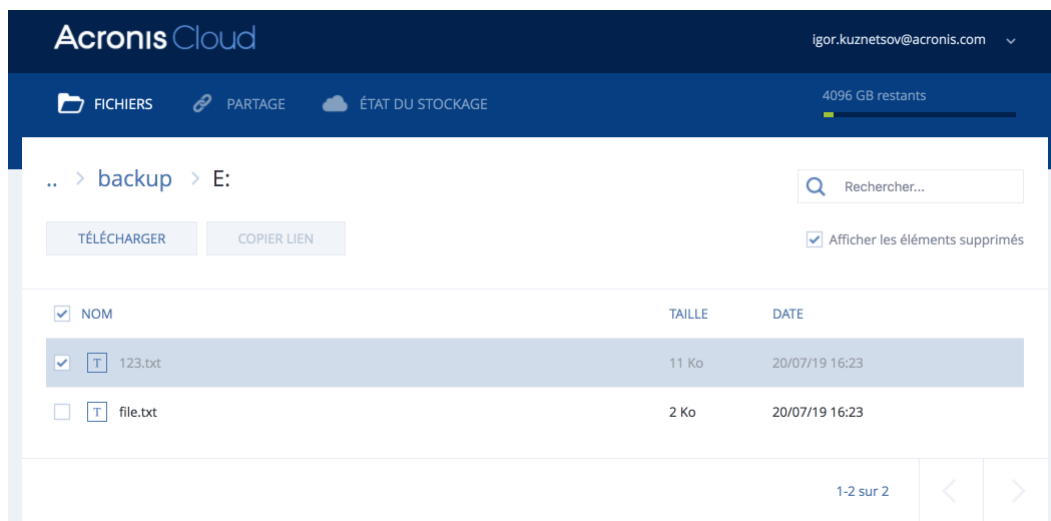 Acronis Cloud
igor.kuznetsov@acronis.com
FICHIERS PARTAGE ÉTAT DU STOCKAGE
4096 GB restants
.. > backup > E:
Rechercher...
TÉLÉCHARGER COPIER LIEN
Afficher les éléments supprimés
NOM TAILLE DATE
T 123.txt 11 Ko 20/07/19 16:23
T file.txt 2 Ko 20/07/19 16:23
1-2 sur 2